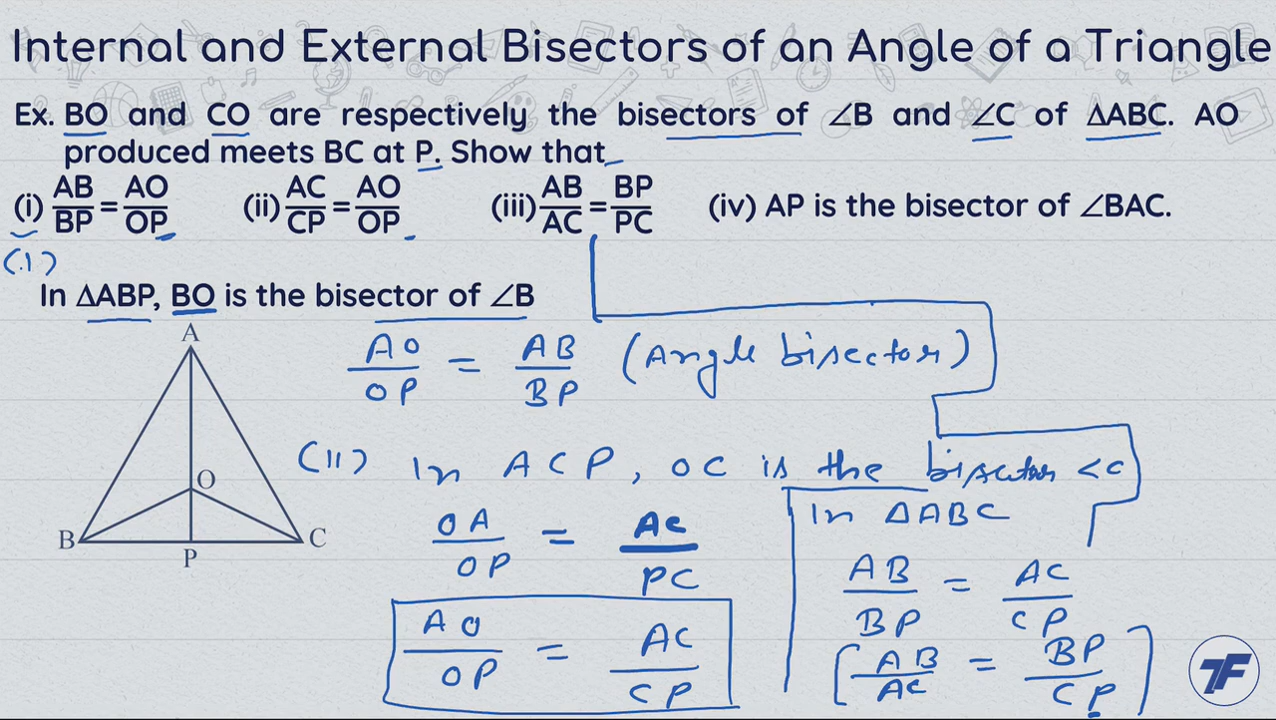 Internal and External Bisectors of an Angle of a Triangle
Ex. BO and CO are respectively the bisectors of ∠B and ∠C of ΔABC. AO
produced meets BC at P. Show that
(i) AB/BP = AO/OP (ii) AC/CP = AO/OP (iii) AB/AC = BP/PC (iv) AP is the bisector of ∠BAC.
(i)
In ΔABP, BO is the bisector of ∠B
A
B
C
O
P
AO/OP = AB/BP (Angle bisector)
(ii) In ACP, OC is the bisector <C
OA/OP = AC/PC
AO/OP = AC/CP
In ΔABC
AB/BP = AC/CP
[AB/AC = BP/CP]
TF